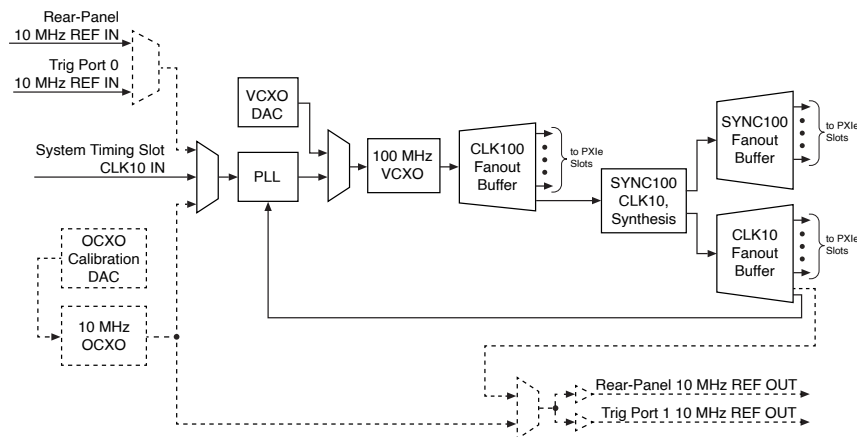 Rear-Panel
10 MHz REF IN
Trig Port 0
10 MHz REF IN
System Timing Slot
CLK10 IN
VCXO
DAC
PLL
100 MHz
VCXO
CLK100
Fanout
Buffer
to PXIe
Slots
SYNC100
CLK10,
Synthesis
SYNC100
Fanout
Buffer
to PXIe
Slots
CLK10
Fanout
Buffer
to PXIe
Slots
OCXO
Calibration
DAC
10 MHz
OCXO
Rear-Panel 10 MHz REF OUT
Trig Port 1 10 MHz REF OUT